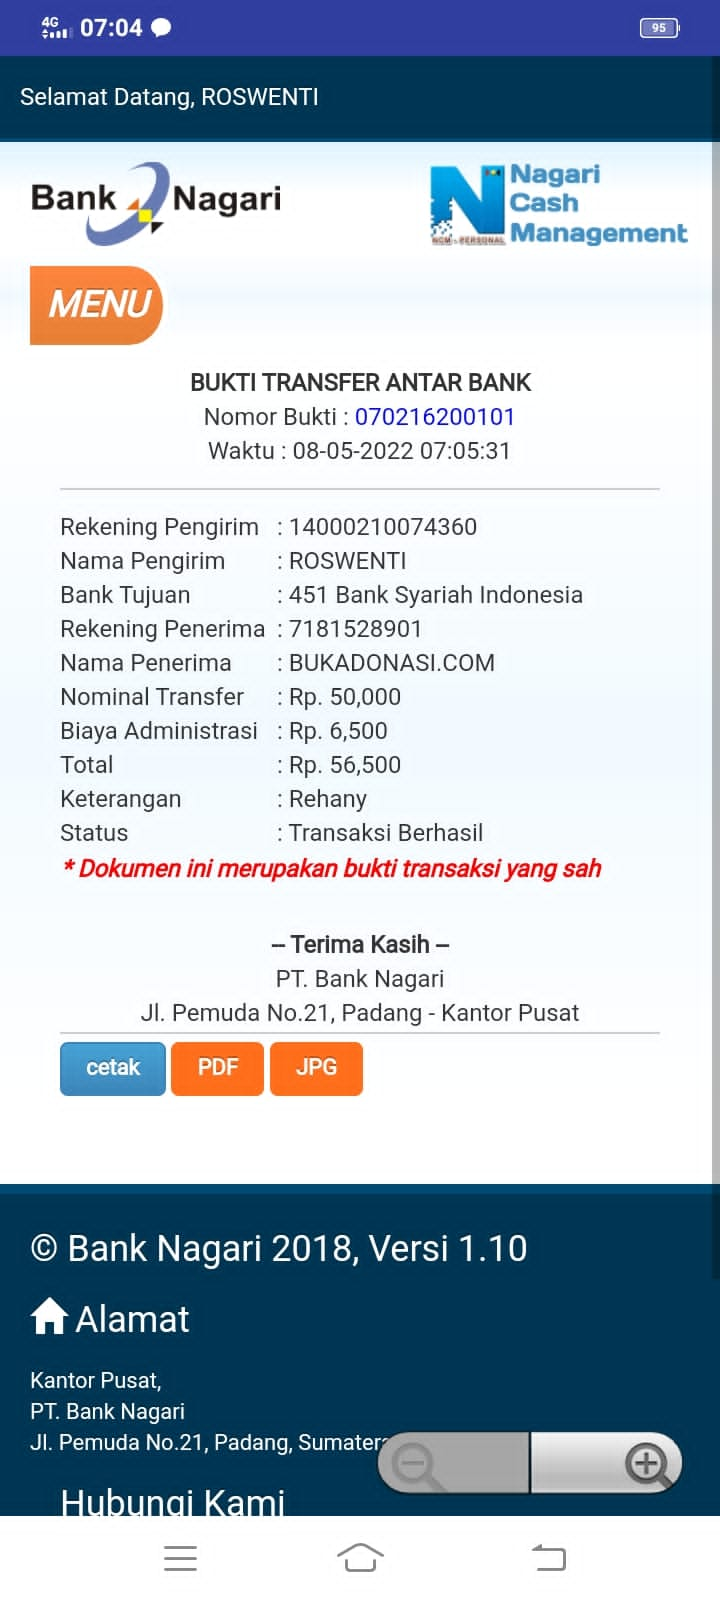 4G 07:04 95
Selamat Datang, ROSWENTI
Bank Nagari
Nagari
Cash
Management
NCM PERSONAL
MENU
BUKTI TRANSFER ANTAR BANK
Nomor Bukti : 070216200101
Waktu : 08-05-2022 07:05:31
Rekening Pengirim : 14000210074360
Nama Pengirim : ROSWENTI
Bank Tujuan : 451 Bank Syariah Indonesia
Rekening Penerima : 7181528901
Nama Penerima : BUKADONASI.COM
Nominal Transfer : Rp. 50,000
Biaya Administrasi : Rp. 6,500
Total : Rp. 56,500
Keterangan : Rehany
Status : Transaksi Berhasil
* Dokumen ini merupakan bukti transaksi yang sah
-- Terima Kasih --
PT. Bank Nagari
Jl. Pemuda No.21, Padang - Kantor Pusat
cetak PDF JPG
© Bank Nagari 2018, Versi 1.10
Alamat
Kantor Pusat,
PT. Bank Nagari
Jl. Pemuda No.21, Padang, Sumatera
Hubungi Kami